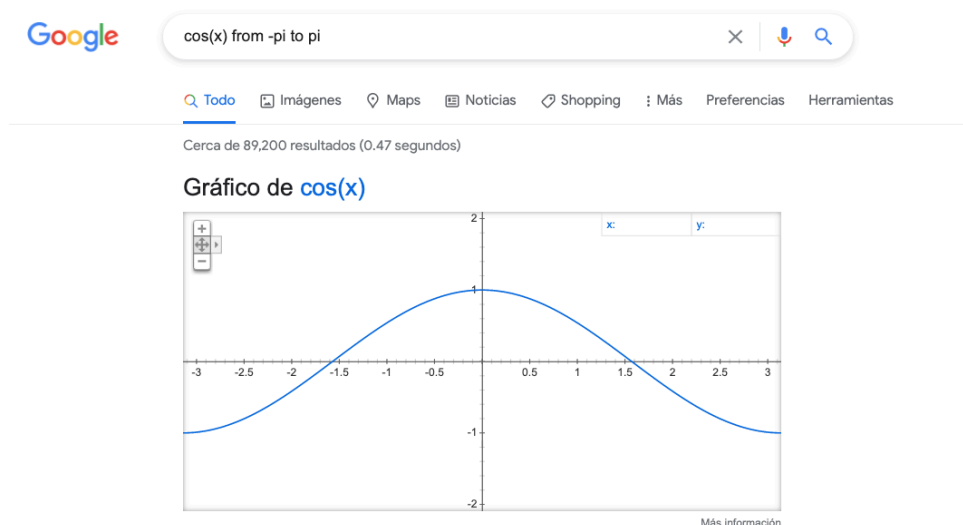 Google
cos(x) from -pi to pi
Todo Imágenes Maps Noticias Shopping Más Preferencias Herramientas
Cerca de 89,200 resultados (0.47 segundos)
Gráfico de cos(x)
2
x: y:
+
−
1
-3 -2.5 -2 -1.5 -1 -0.5 0.5 1 1.5 2 2.5 3
-1
-2
Más información